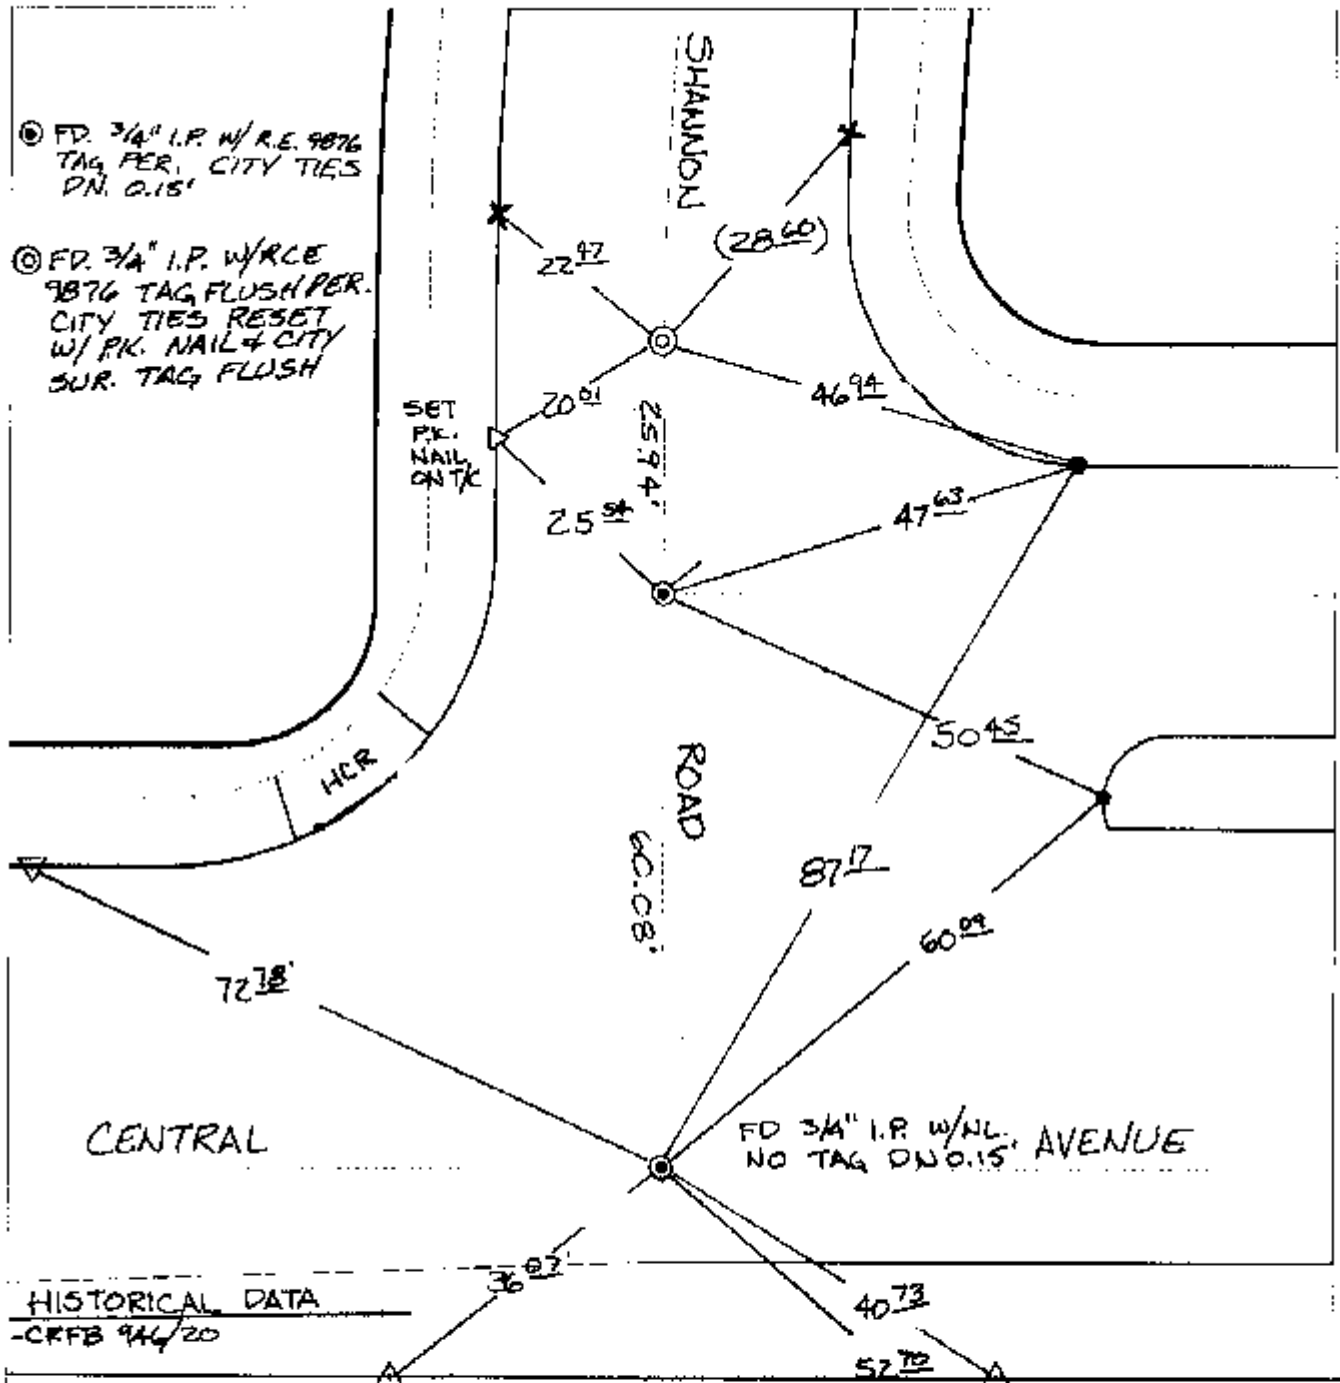 SHANNON
FD. 3/4" I.P. W/ R.E. 9876
TAG PER. CITY TIES
DN. 0.15'
(28.60)
22.47
FD. 3/4" I.P. W/RCE
9876 TAG FLUSH PER.
CITY TIES RESET
W/ P.K. NAIL & CITY
SUR. TAG FLUSH
20.01
46.94
SET
P.K.
NAIL
ON T/C
25.94'
25.54
47.63
50.45
ROAD
HCR
60.08'
87.17
60.09
72.78'
CENTRAL
FD 3/4" I.P. W/NL.
NO TAG DN 0.15'
AVENUE
36.07'
40.73
HISTORICAL DATA
-CRFB 946/20
52.70